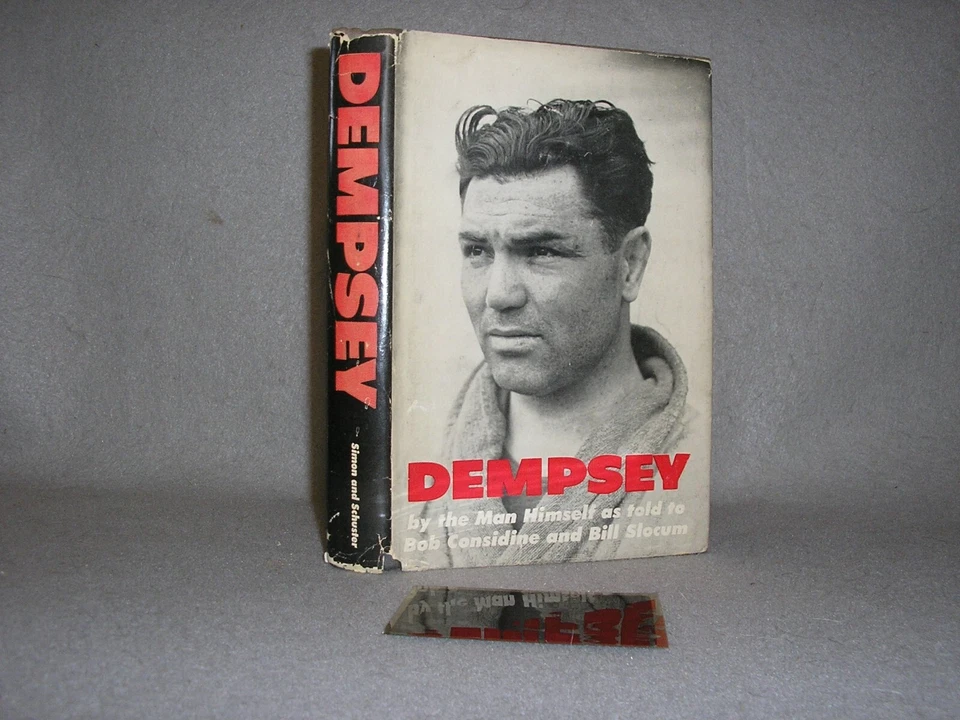 DEMPSEY
Simon and Schuster
DEMPSEY
by the Man Himself as told to
Bob Considine and Bill Slocum